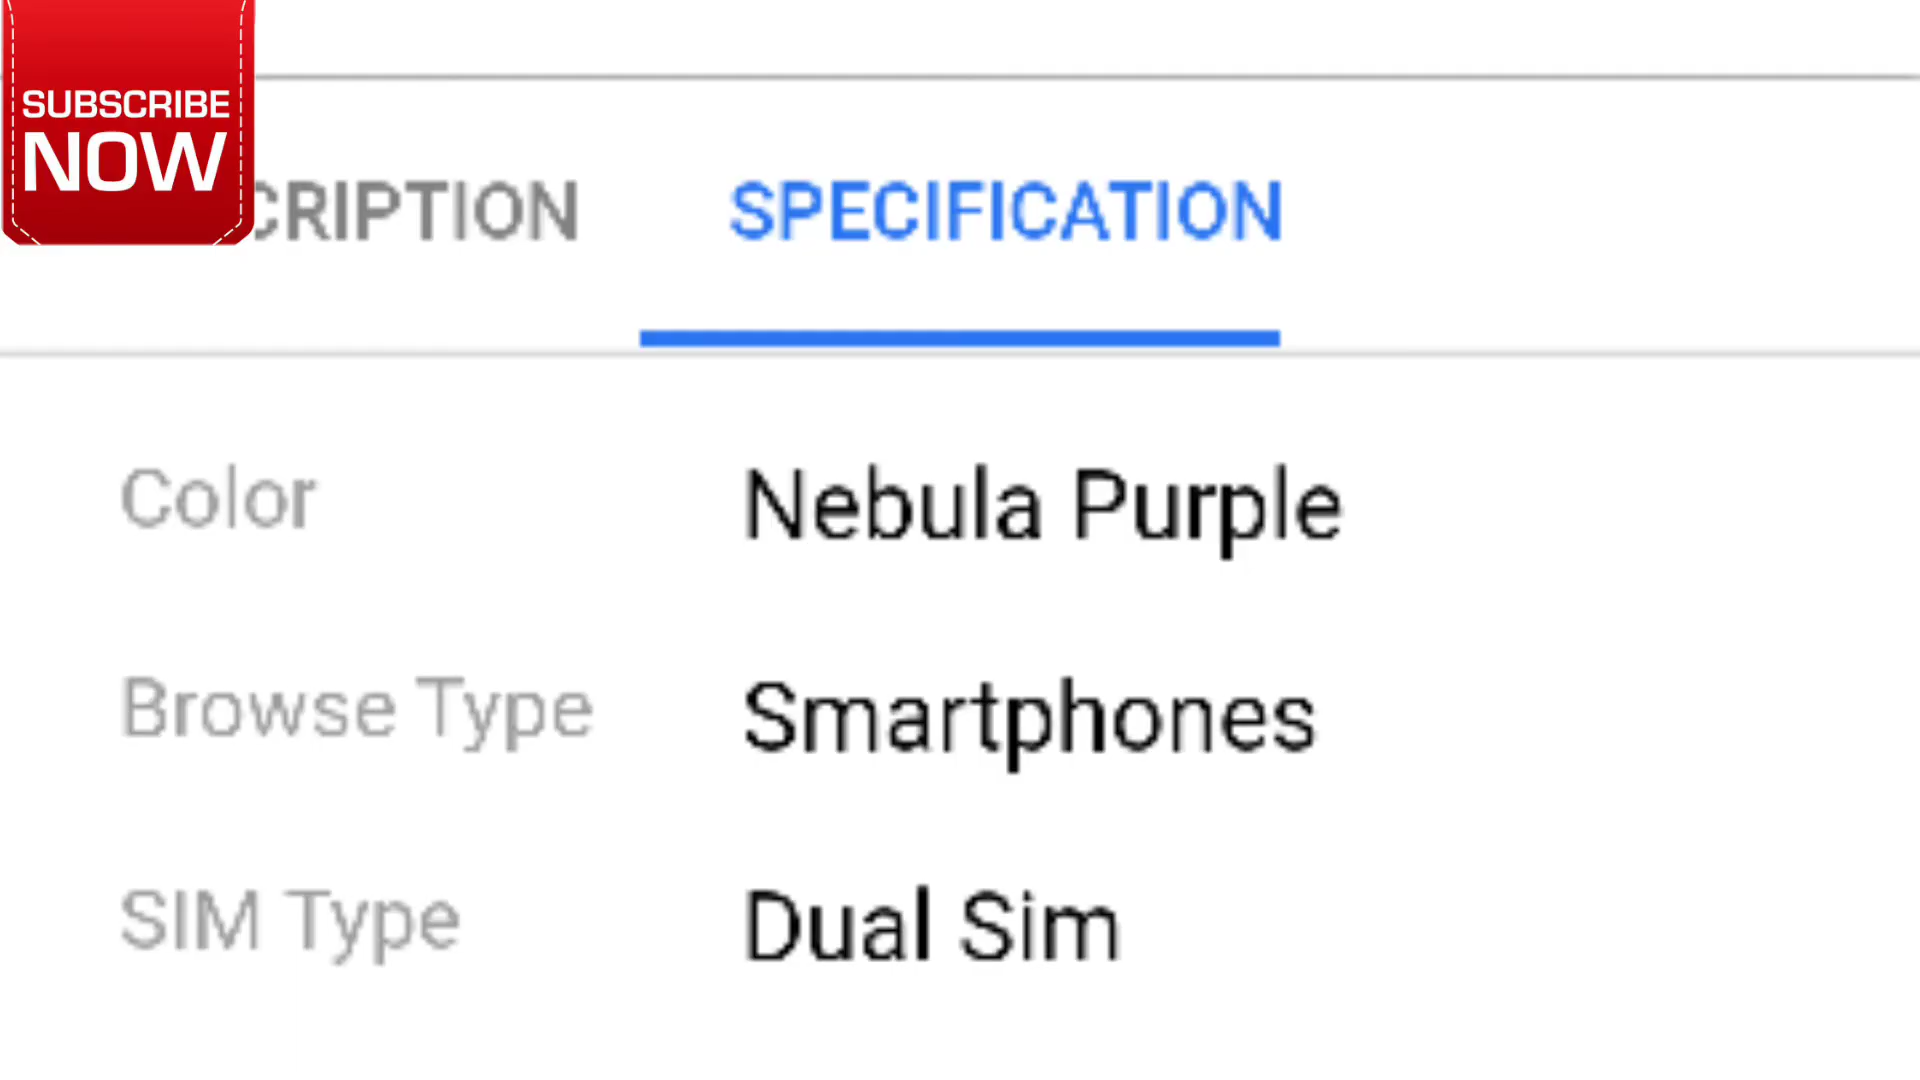 SUBSCRIBE
NOW
CRIPTION SPECIFICATION
Color Nebula Purple
Browse Type Smartphones
SIM Type Dual Sim